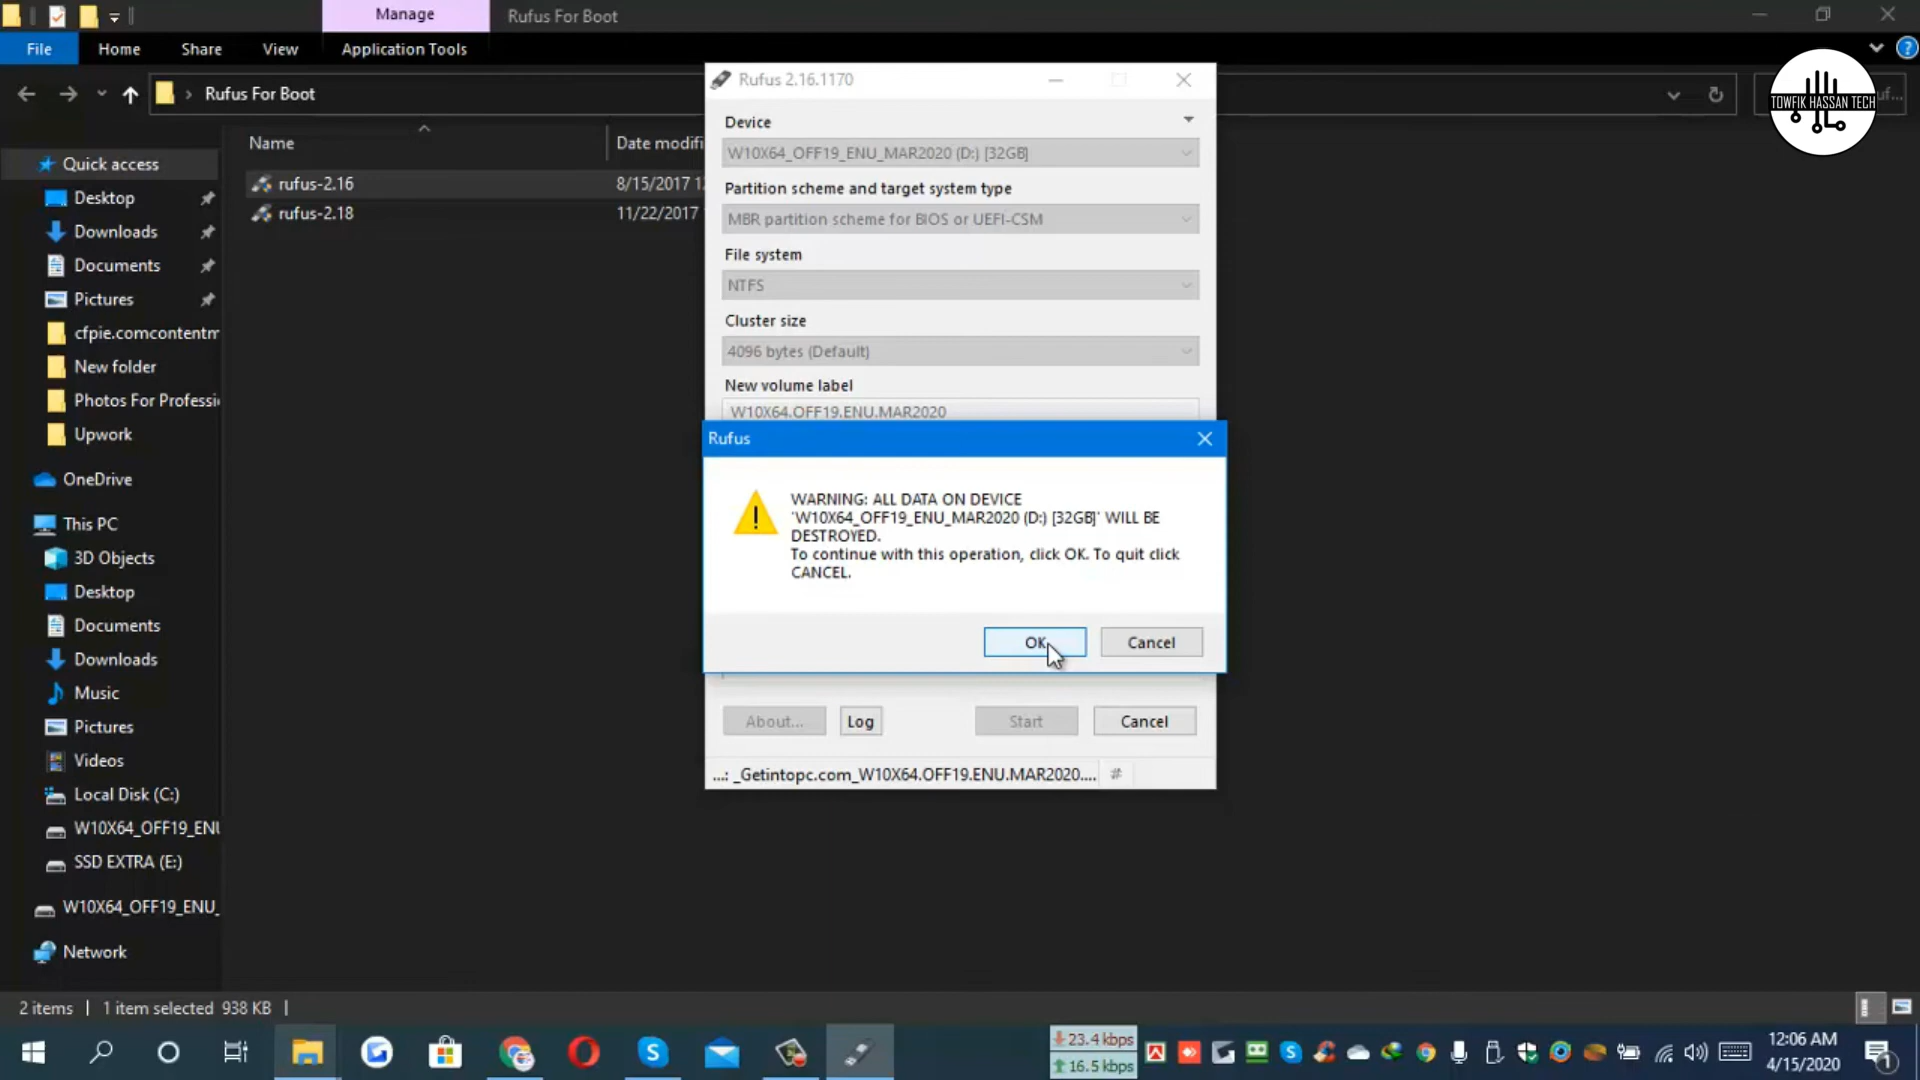 Manage
Rufus For Boot
File
Home
Share
View
Application Tools
Rufus For Boot
TOWFIK HASSAN TECH
uf...
Name
Date modifi
rufus-2.16
8/15/2017 1
rufus-2.18
11/22/2017
Quick access
Desktop
Downloads
Documents
Pictures
cfpie.comcontentm
New folder
Photos For Professi
Upwork
OneDrive
This PC
3D Objects
Desktop
Documents
Downloads
Music
Pictures
Videos
Local Disk (C:)
W10X64_OFF19_ENU
SSD EXTRA (E:)
W10X64_OFF19_ENU_
Network
Rufus 2.16.1170
Device
W10X64_OFF19_ENU_MAR2020 (D:) [32GB]
Partition scheme and target system type
MBR partition scheme for BIOS or UEFI-CSM
File system
NTFS
Cluster size
4096 bytes (Default)
New volume label
W10X64.OFF19.ENU.MAR2020
Rufus
WARNING: ALL DATA ON DEVICE
'W10X64_OFF19_ENU_MAR2020 (D:) [32GB]' WILL BE
DESTROYED.
To continue with this operation, click OK. To quit click
CANCEL.
OK
Cancel
About...
Log
Start
Cancel
...: _Getintopc.com_W10X64.OFF19.ENU.MAR2020....
#
2 items
1 item selected 938 KB
23.4 kbps
16.5 kbps
12:06 AM
4/15/2020
1